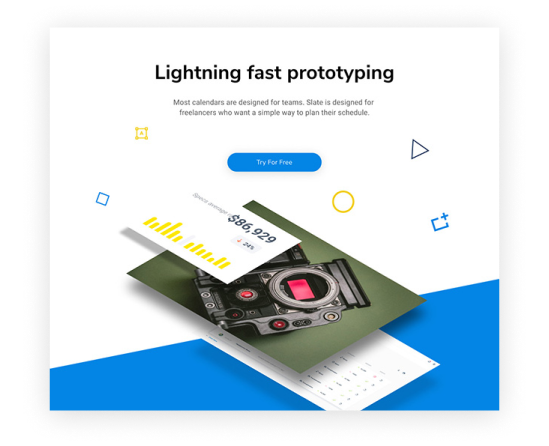 Lightning fast prototyping
Most calendars are designed for teams. Slate is designed for
freelancers who want a simple way to plan their schedule.
Try For Free
Specs average
$86,929
24%